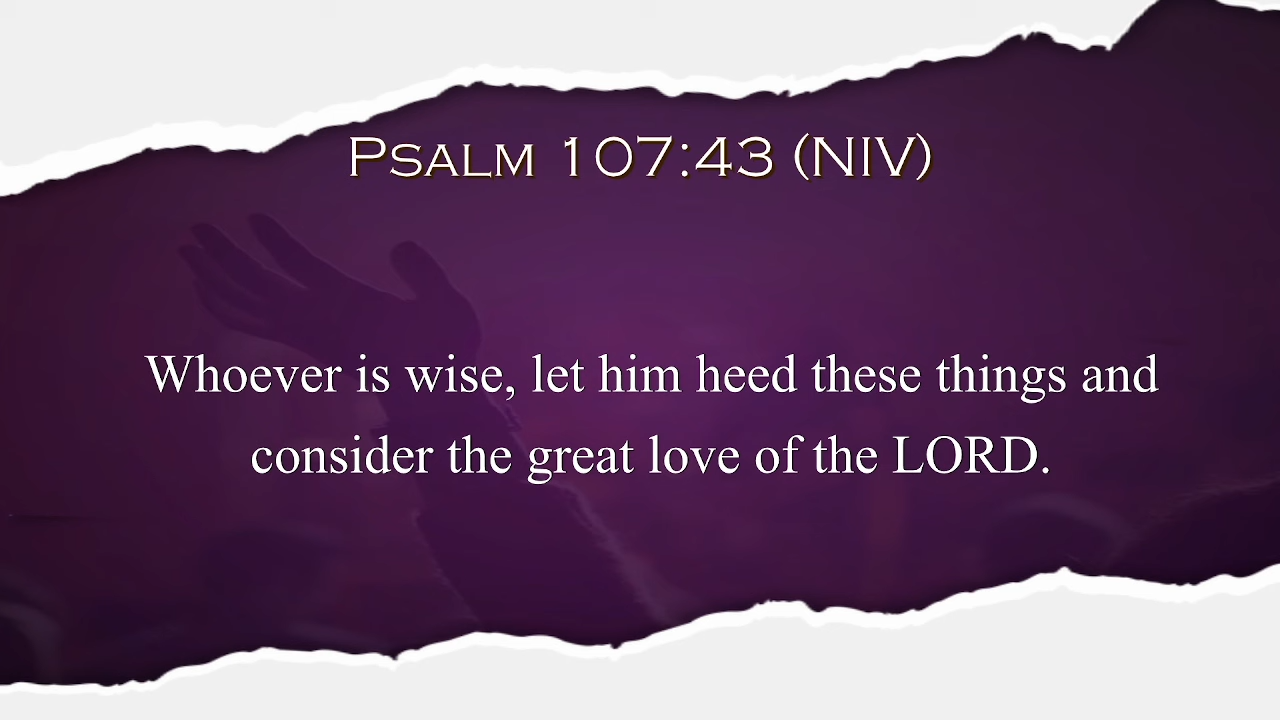 Psalm 107:43 (NIV)
Whoever is wise, let him heed these things and
consider the great love of the LORD.